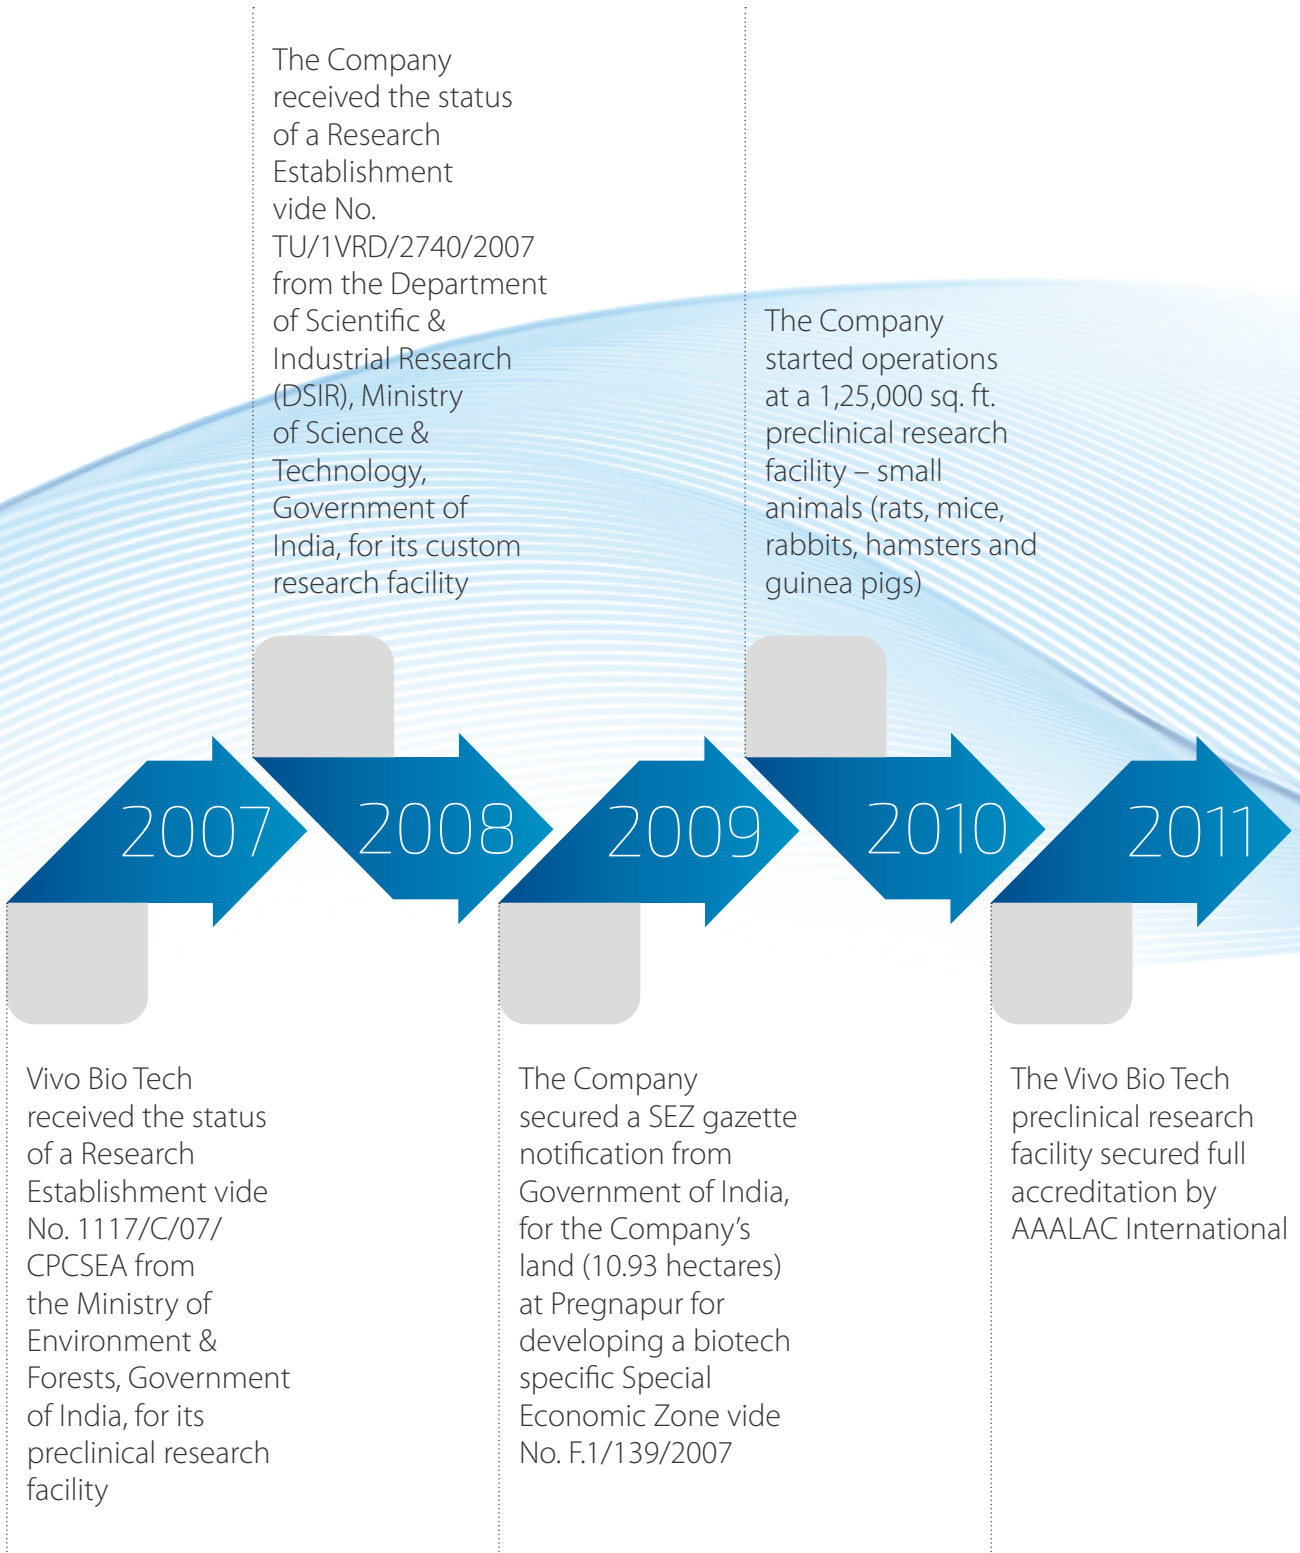 The Company
received the status
of a Research
Establishment
vide No.
TU/1VRD/2740/2007
from the Department
of Scientific &
Industrial Research
(DSIR), Ministry
of Science &
Technology,
Government of
India, for its custom
research facility
The Company
started operations
at a 1,25,000 sq. ft.
preclinical research
facility – small
animals (rats, mice,
rabbits, hamsters and
guinea pigs)
2007
2008
2009
2010
2011
Vivo Bio Tech
received the status
of a Research
Establishment vide
No. 1117/C/07/
CPCSEA from
the Ministry of
Environment &
Forests, Government
of India, for its
preclinical research
facility
The Company
secured a SEZ gazette
notification from
Government of India,
for the Company’s
land (10.93 hectares)
at Pregnapur for
developing a biotech
specific Special
Economic Zone vide
No. F.1/139/2007
The Vivo Bio Tech
preclinical research
facility secured full
accreditation by
AAALAC International